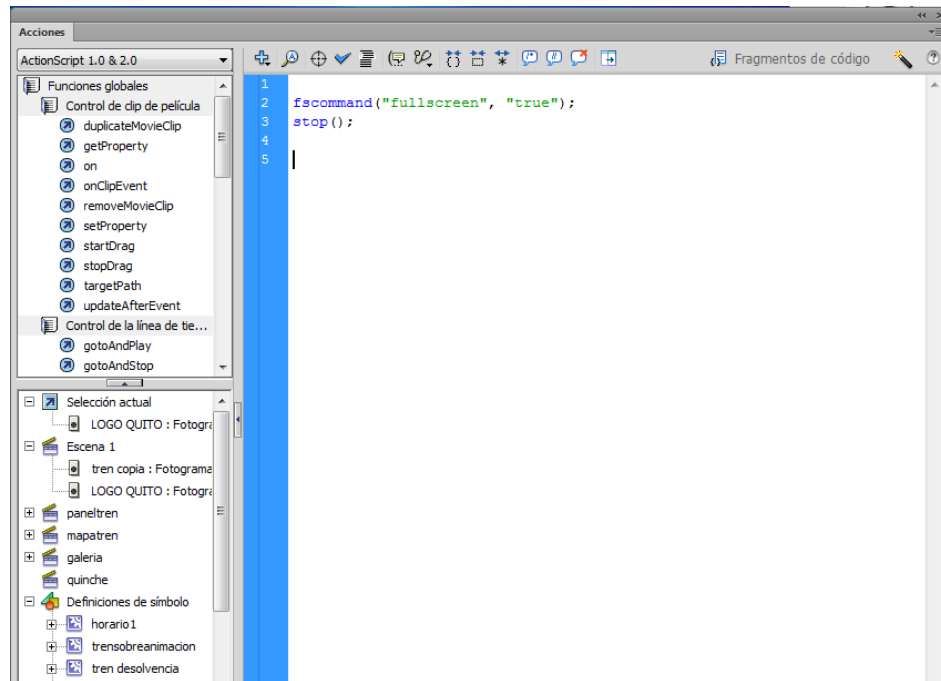 Acciones
ActionScript 1.0 & 2.0
Fragmentos de código
Funciones globales
Control de clip de película
duplicateMovieClip
getProperty
on
onClipEvent
removeMovieClip
setProperty
startDrag
stopDrag
targetPath
updateAfterEvent
Control de la línea de tie...
gotoAndPlay
gotoAndStop
Selección actual
LOGO QUITO : Fotogra
Escena 1
tren copia : Fotograma
LOGO QUITO : Fotogra
paneltren
mapatren
galeria
quinche
Definiciones de símbolo
horario1
trensobreanimacion
tren desolvencia
1
2 fscommand("fullscreen", "true");
3 stop();
4
5